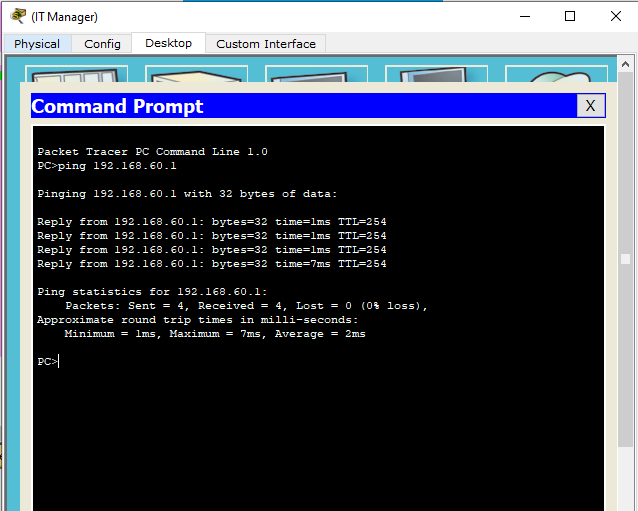 (IT Manager)
Physical Config Desktop Custom Interface
Command Prompt X
Packet Tracer PC Command Line 1.0
PC>ping 192.168.60.1
Pinging 192.168.60.1 with 32 bytes of data:
Reply from 192.168.60.1: bytes=32 time=1ms TTL=254
Reply from 192.168.60.1: bytes=32 time=1ms TTL=254
Reply from 192.168.60.1: bytes=32 time=1ms TTL=254
Reply from 192.168.60.1: bytes=32 time=7ms TTL=254
Ping statistics for 192.168.60.1:
Packets: Sent = 4, Received = 4, Lost = 0 (0% loss),
Approximate round trip times in milli-seconds:
Minimum = 1ms, Maximum = 7ms, Average = 2ms
PC>